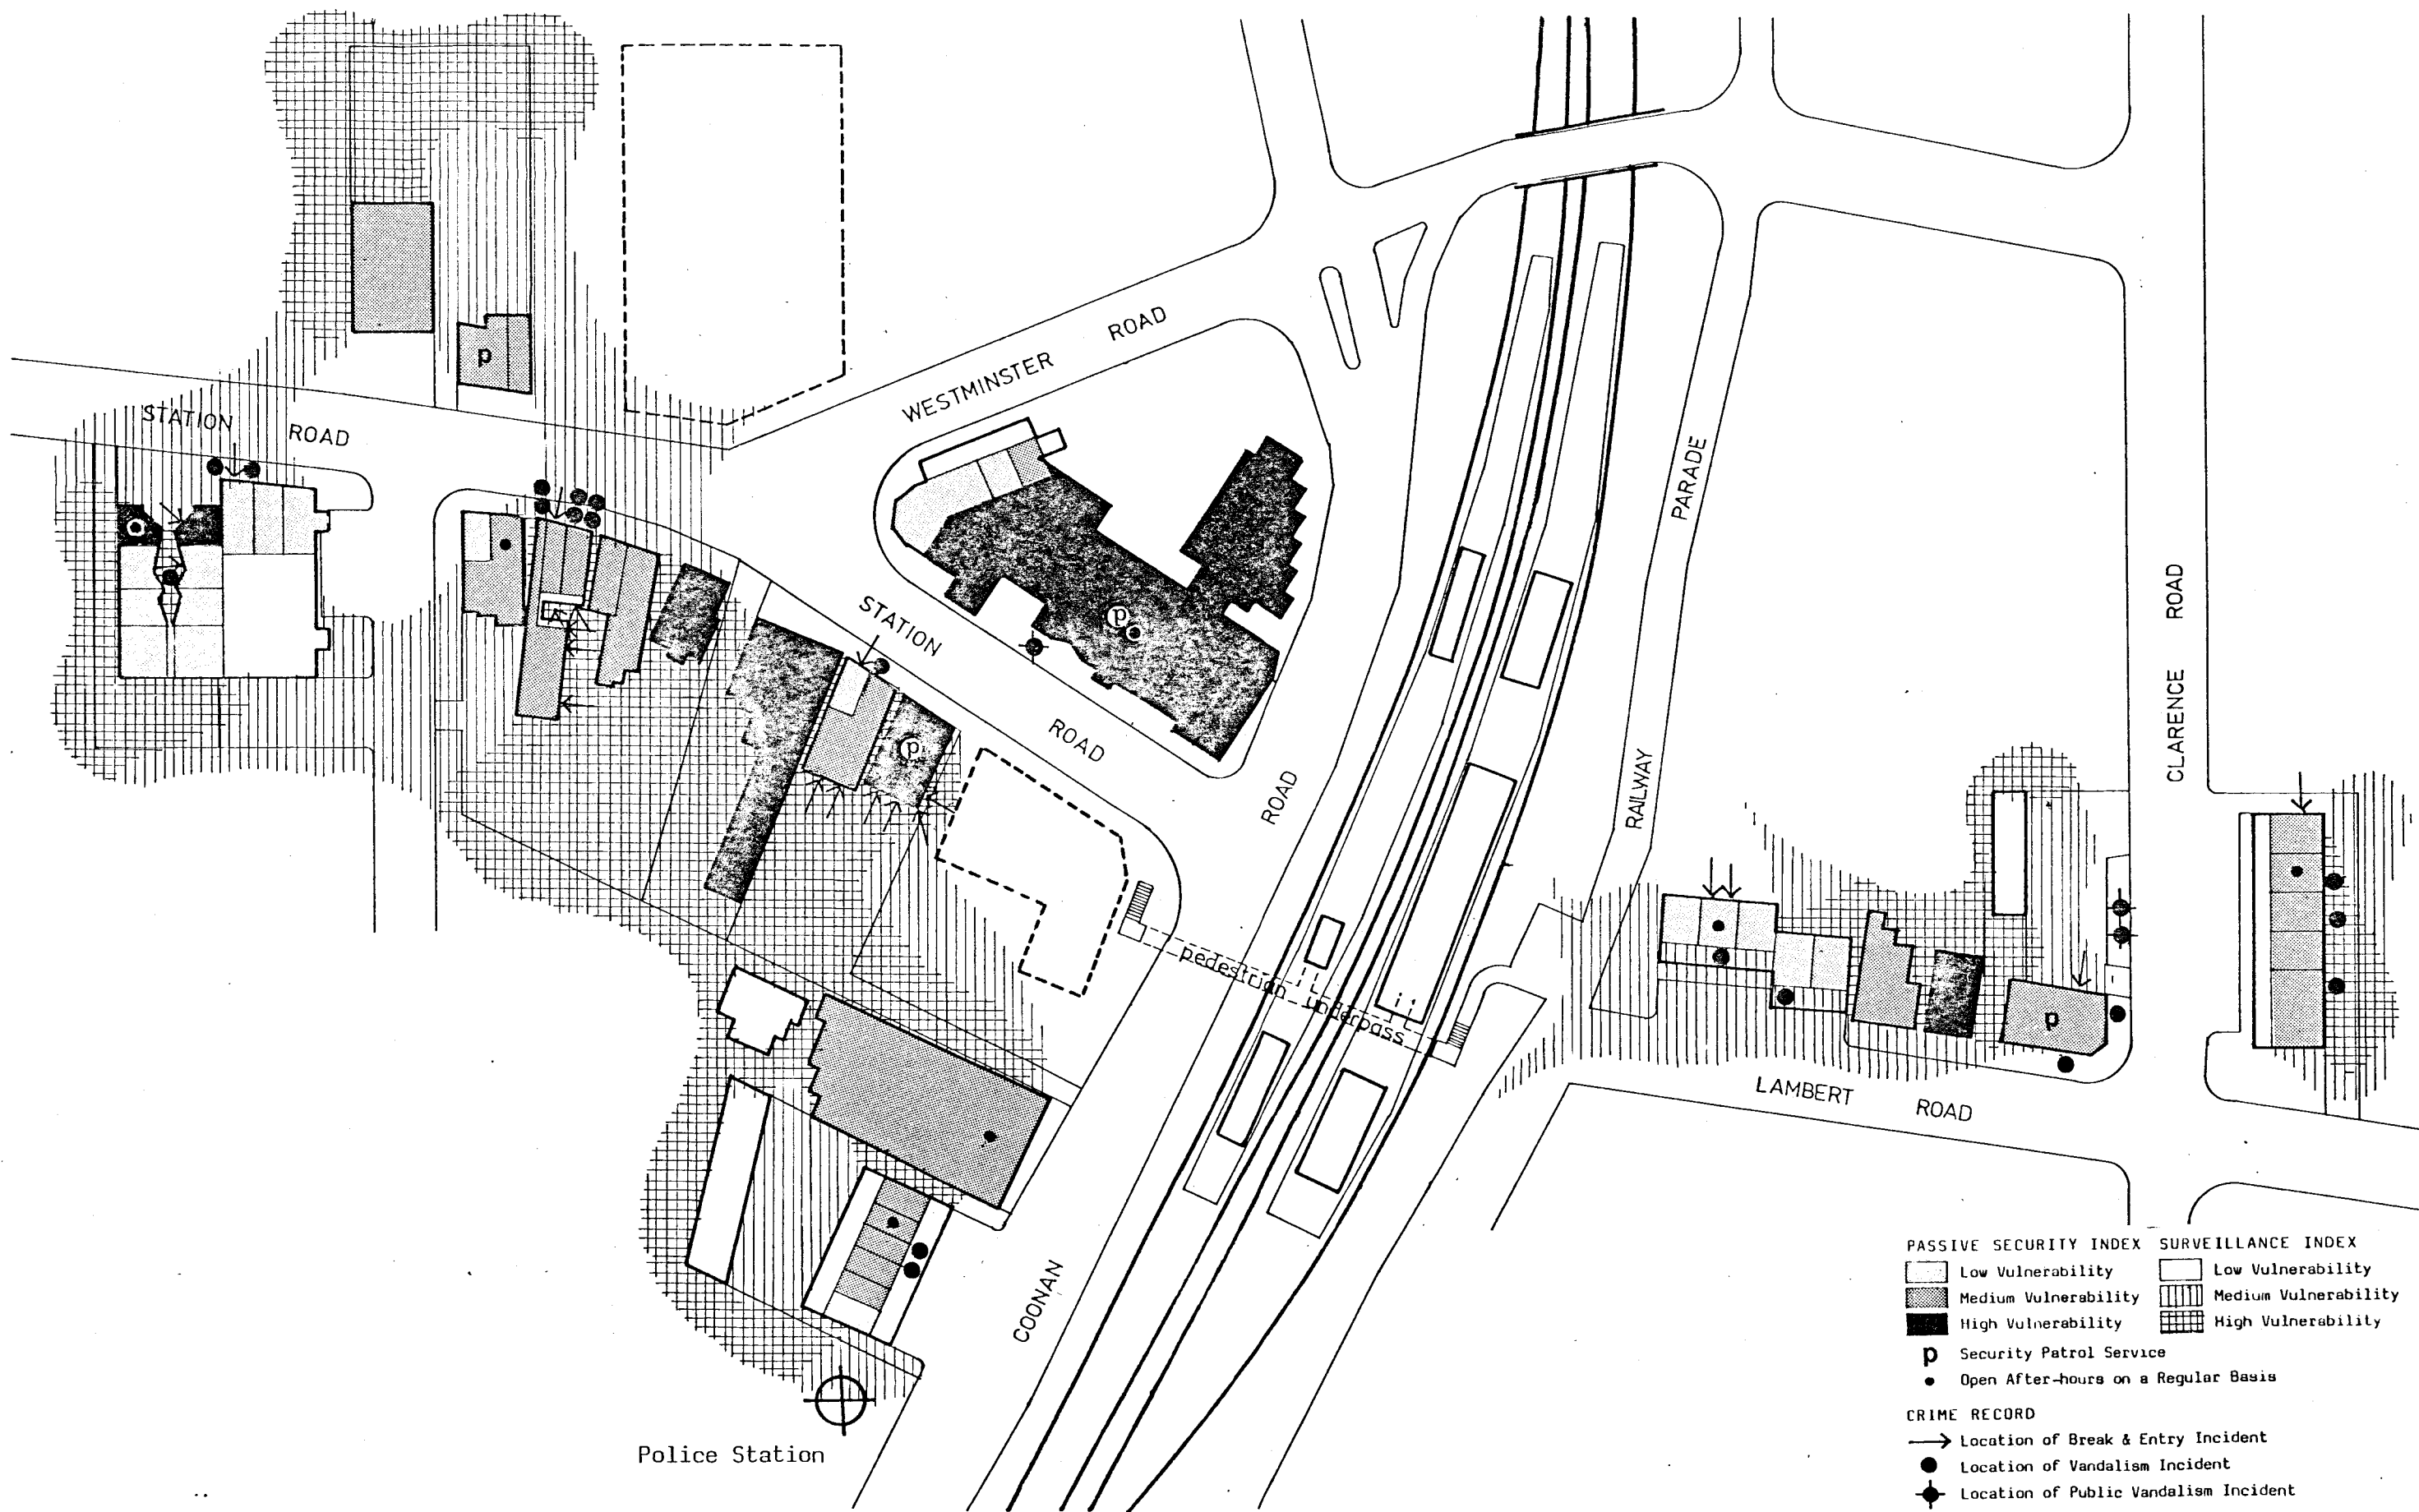 WESTMINSTER ROAD
STATION ROAD
p
PARADE
RAILWAY
STATION
ROAD
p
p
ROAD
CLARENCE ROAD
pedestrian underpass
p
LAMBERT ROAD
COONAN
Police Station
PASSIVE SECURITY INDEX SURVEILLANCE INDEX
Low Vulnerability Low Vulnerability
Medium Vulnerability Medium Vulnerability
High Vulnerability High Vulnerability
p Security Patrol Service
Open After-hours on a Regular Basis
CRIME RECORD
Location of Break & Entry Incident
Location of Vandalism Incident
Location of Public Vandalism Incident